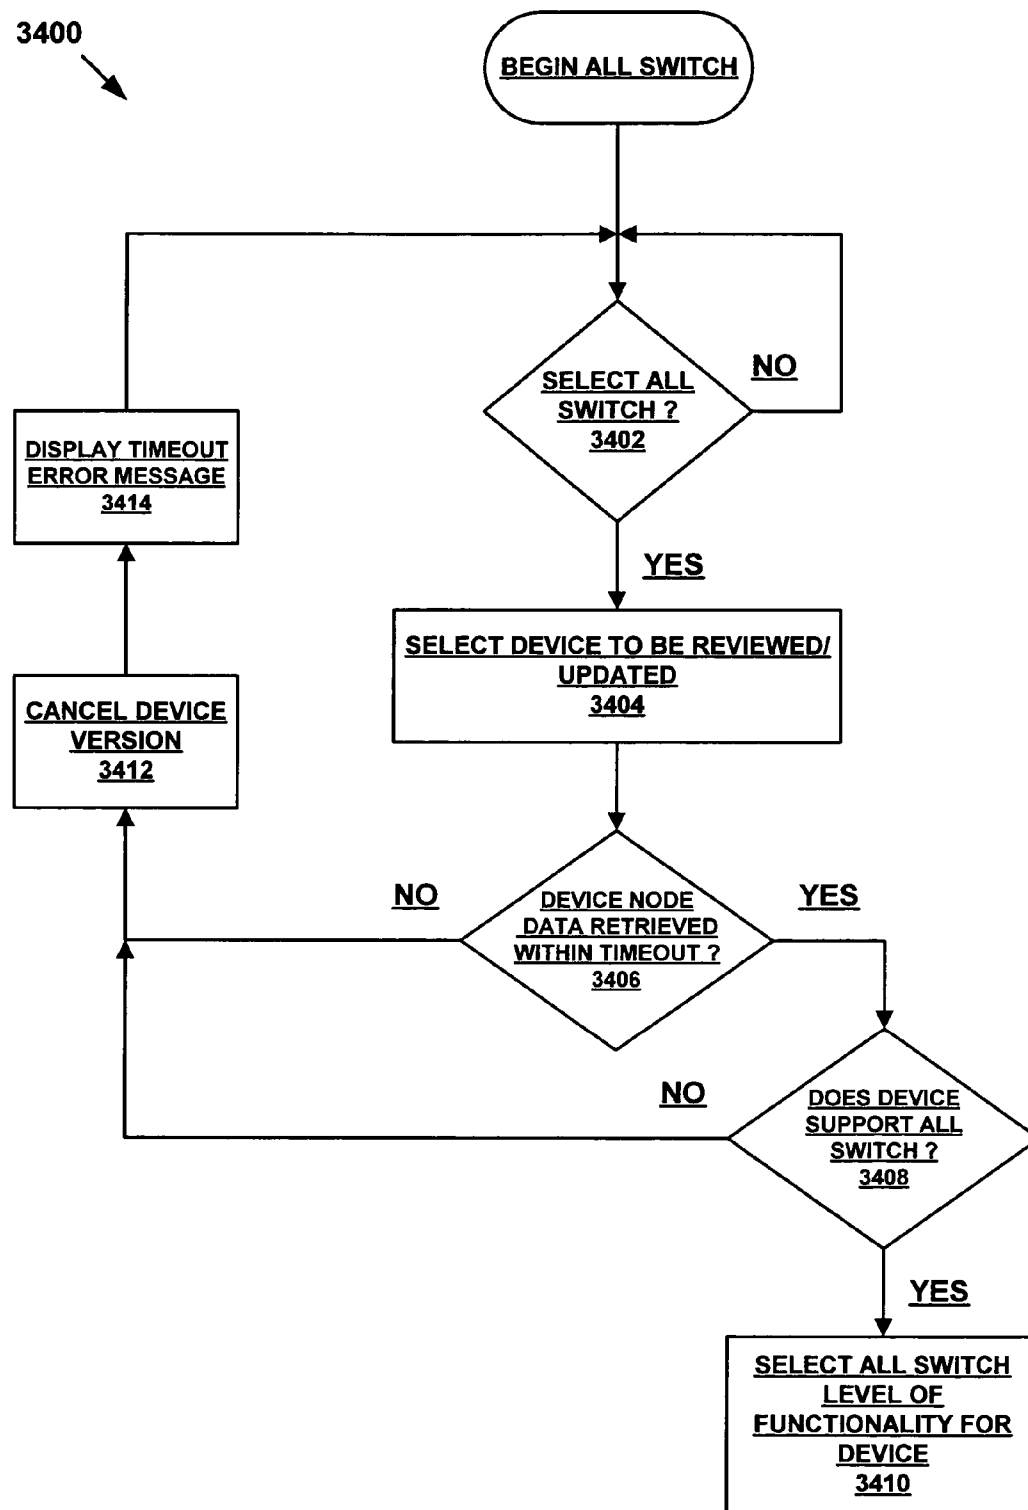 3400
BEGIN ALL SWITCH
SELECT ALL
SWITCH ?
3402
NO
YES
DISPLAY TIMEOUT
ERROR MESSAGE
3414
SELECT DEVICE TO BE REVIEWED/
UPDATED
3404
CANCEL DEVICE
VERSION
3412
NO
DEVICE NODE
DATA RETRIEVED
WITHIN TIMEOUT ?
3406
YES
NO
DOES DEVICE
SUPPORT ALL
SWITCH ?
3408
YES
SELECT ALL SWITCH
LEVEL OF
FUNCTIONALITY FOR
DEVICE
3410